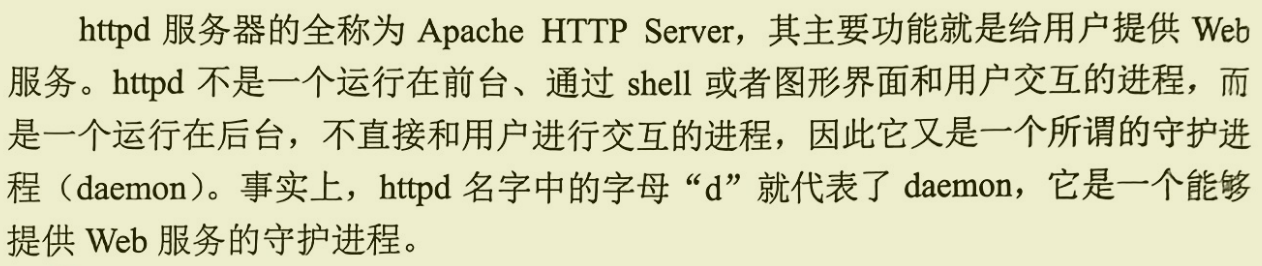 httpd 服务器的全称为 Apache HTTP Server，其主要功能就是给用户提供 Web
服务。httpd 不是一个运行在前台、通过 shell 或者图形界面和用户交互的进程，而
是一个运行在后台，不直接和用户进行交互的进程，因此它又是一个所谓的守护进
程（daemon）。事实上，httpd 名字中的字母“d”就代表了 daemon，它是一个能够
提供 Web 服务的守护进程。